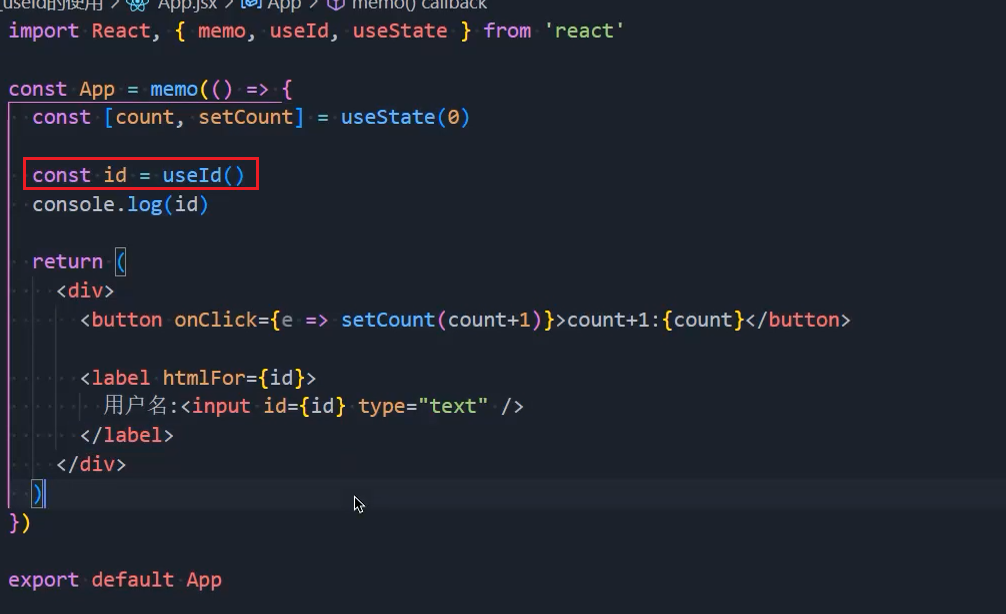 _useId的使用 > App.jsx > App > memo() callback
import React, { memo, useId, useState } from 'react'
const App = memo(() => {
const [count, setCount] = useState(0)
const id = useId()
console.log(id)
return (
<div>
<button onClick={e => setCount(count+1)}>count+1:{count}</button>
<label htmlFor={id}>
用户名:<input id={id} type="text" />
</label>
</div>
)
})
export default App